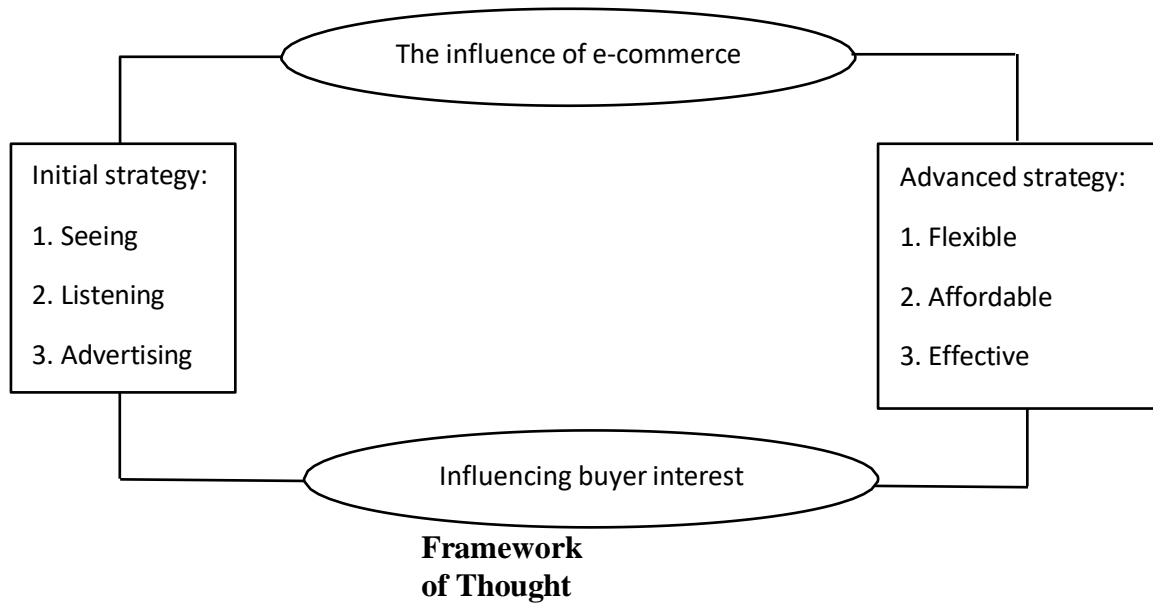 The influence of e-commerce
Initial strategy:
1. Seeing
2. Listening
3. Advertising
Advanced strategy:
1. Flexible
2. Affordable
3. Effective
Influencing buyer interest
Framework
of Thought